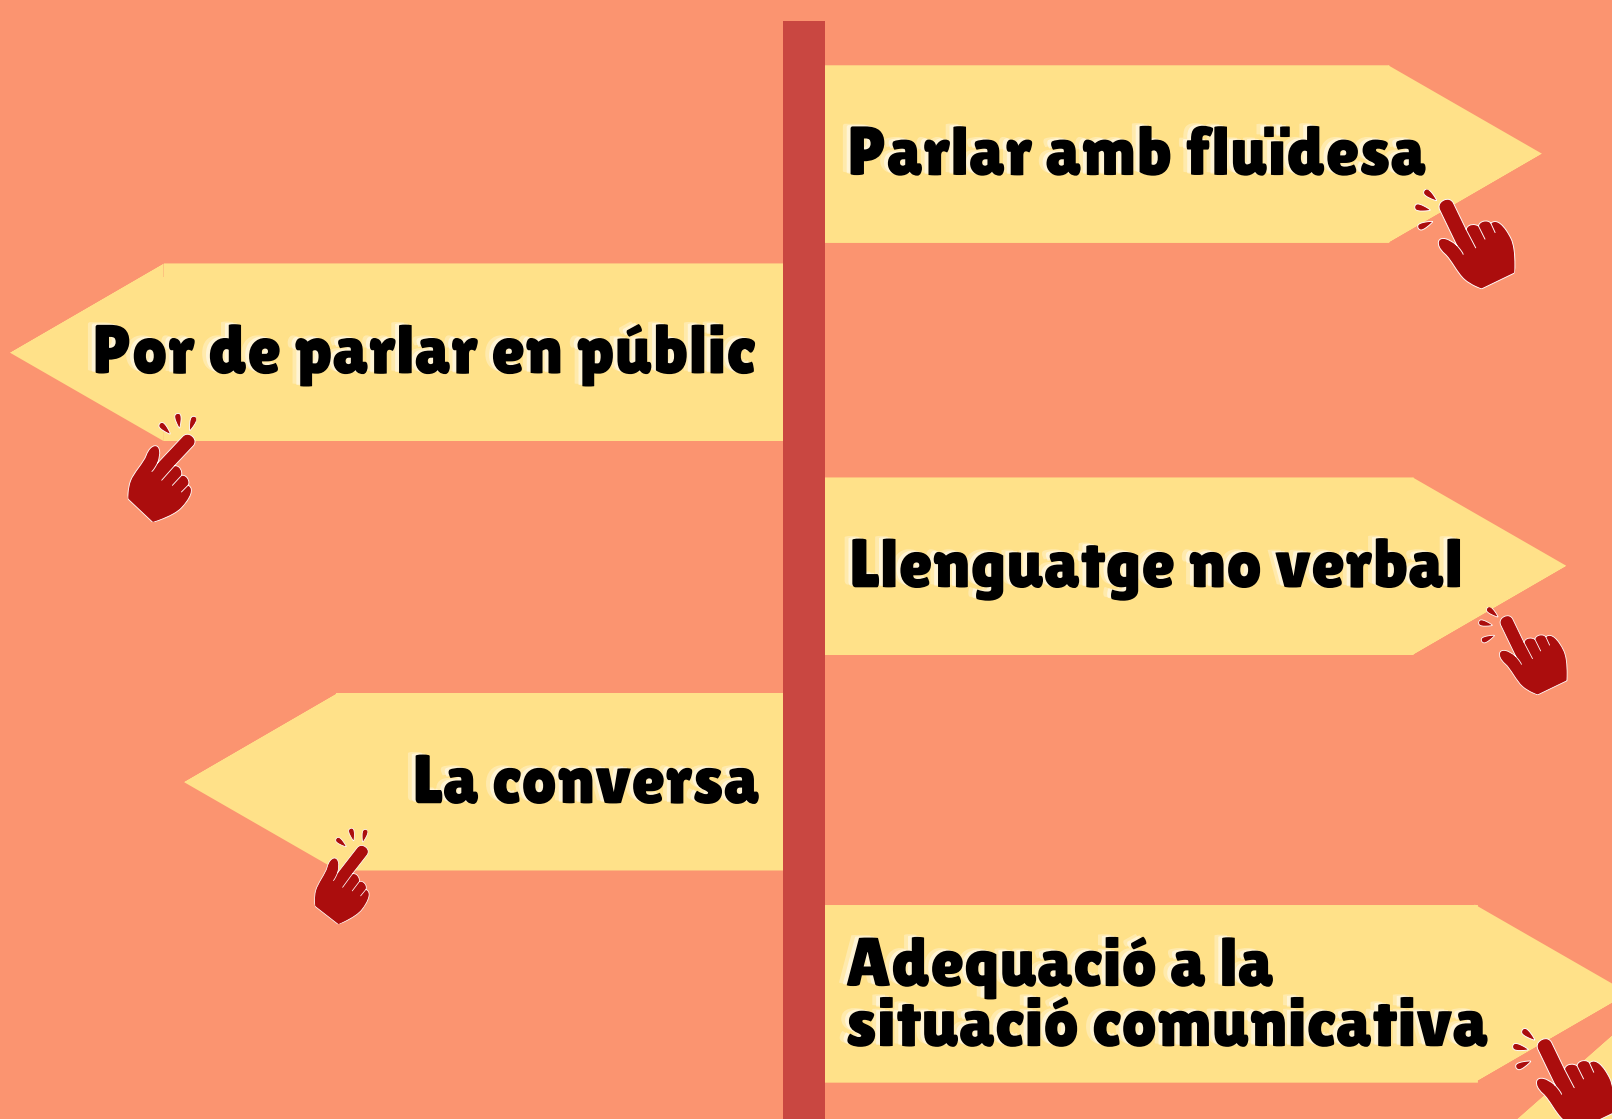 Parlar amb fluïdesa
Por de parlar en públic
Llenguatge no verbal
La conversa
Adequació a la
situació comunicativa